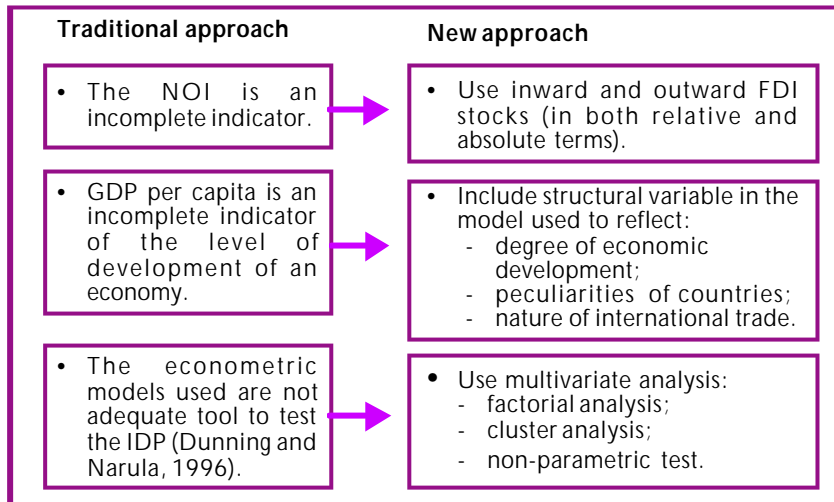 Traditional approach
New approach
• The NOI is an
incomplete indicator.
• Use inward and outward FDI
stocks (in both relative and
absolute terms).
• GDP per capita is an
incomplete indicator
of the level of
development of an
economy.
• Include structural variable in the
model used to reflect:
- degree of economic
development;
- peculiarities of countries;
- nature of international trade.
• The econometric
models used are not
adequate tool to test
the IDP (Dunning and
Narula, 1996).
• Use multivariate analysis:
- factorial analysis;
- cluster analysis;
- non-parametric test.